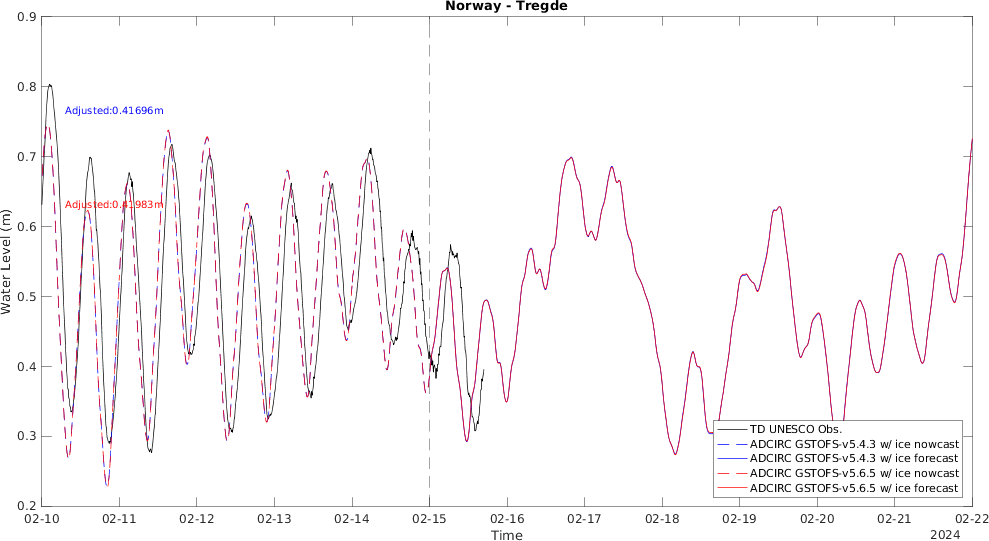 Norway - Tregde
0.9
0.8
0.7
0.6
0.5
0.4
0.3
0.2
Water Level (m)
Adjusted:0.41696m
Adjusted:0.41983m
TD UNESCO Obs.
ADCIRC GSTOFS-v5.4.3 w/ ice nowcast
ADCIRC GSTOFS-v5.4.3 w/ ice forecast
ADCIRC GSTOFS-v5.6.5 w/ ice nowcast
ADCIRC GSTOFS-v5.6.5 w/ ice forecast
02-10 02-11 02-12 02-13 02-14 02-15 02-16 02-17 02-18 02-19 02-20 02-21 02-22
Time
2024